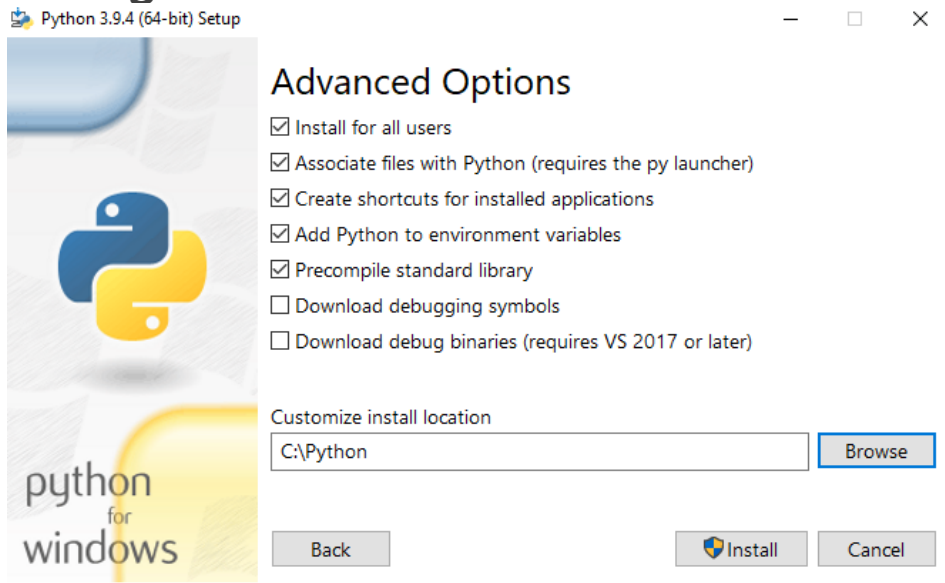 Python 3.9.4 (64-bit) Setup
Advanced Options
Install for all users
Associate files with Python (requires the py launcher)
Create shortcuts for installed applications
Add Python to environment variables
Precompile standard library
Download debugging symbols
Download debug binaries (requires VS 2017 or later)
Customize install location
C:\Python
Browse
python
for
windows
Back
Install
Cancel